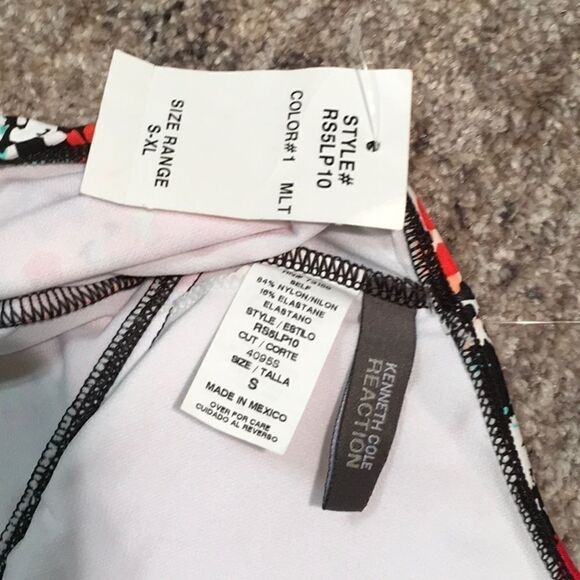 STYLE#
RS5LP10
COLOR#1 MLT
SIZE RANGE
S-XL
SELF
84% NYLON/NILON
16% ELASTANE
ELASTANO
STYLE / ESTILO
RS5LP10
CUT / CORTE
4095S
SIZE / TALLA
S
MADE IN MEXICO
OVER FOR CARE
CUIDADO AL REVERSO
KENNETH COLE
REACTION